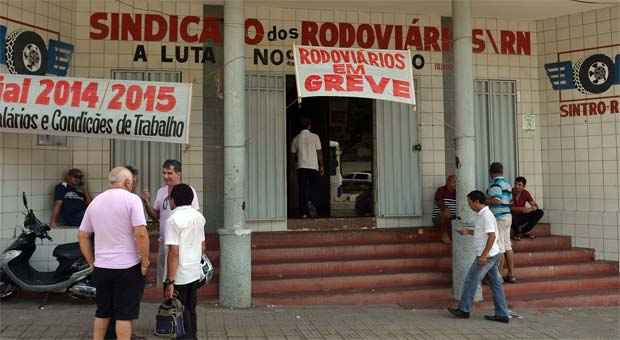 SINDICATO dos RODOVIÁRIOS\RN
A LUTA NOS
RODOVIÁRIOS
EM
GREVE
ial 2014/2015
alários e Condições de Trabalho
SINTRO-R